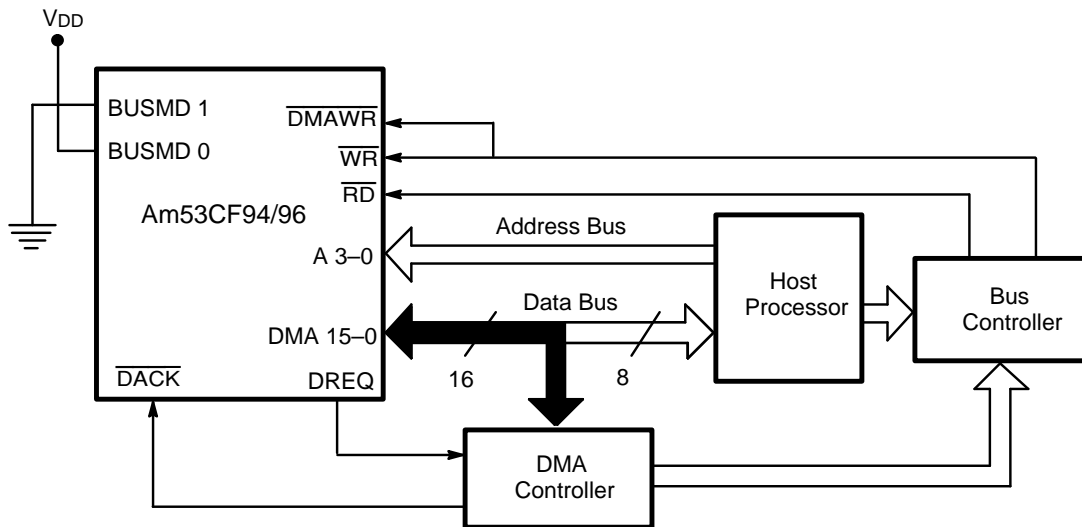 VDD
BUSMD 1
BUSMD 0
Am53CF94/96
DMAWR
WR
RD
A 3–0
DMA 15–0
DACK
DREQ
Address Bus
Data Bus
16
8
Host
Processor
Bus
Controller
DMA
Controller